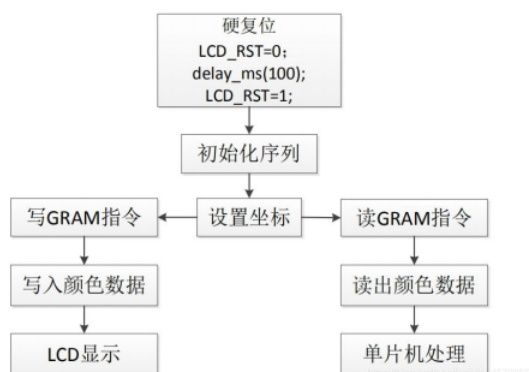 硬复位
LCD_RST=0;
delay_ms(100);
LCD_RST=1;
初始化序列
写GRAM指令
设置坐标
读GRAM指令
写入颜色数据
读出颜色数据
LCD显示
单片机处理